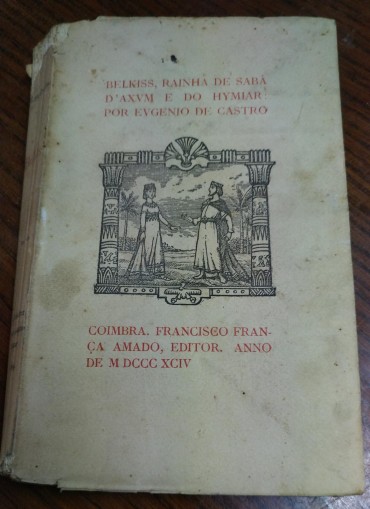 BELKISS, RAINHA DE SABÁ
D'AXVM E DO HYMIAR
POR EVGENIO DE CASTRO
COIMBRA. FRANCISCO FRAN-
ÇA AMADO, EDITOR. ANNO
DE M DCCC XCIV